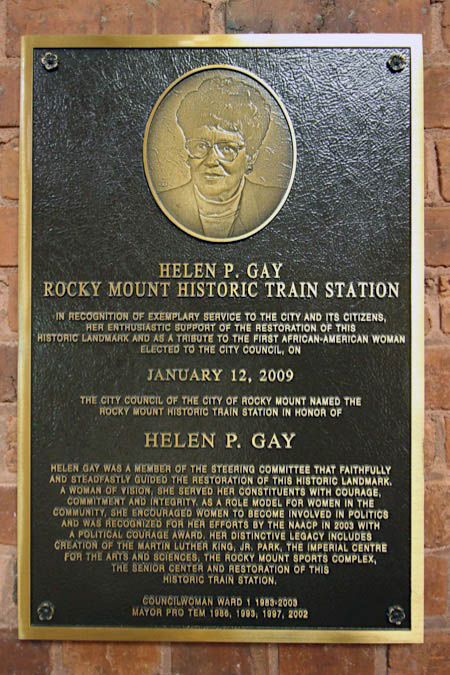 HELEN P. GAY
ROCKY MOUNT HISTORIC TRAIN STATION
IN RECOGNITION OF EXEMPLARY SERVICE TO THE CITY AND ITS CITIZENS,
HER ENTHUSIASTIC SUPPORT OF THE RESTORATION OF THIS
HISTORIC LANDMARK AND AS A TRIBUTE TO THE FIRST AFRICAN-AMERICAN WOMAN
ELECTED TO THE CITY COUNCIL, ON
JANUARY 12, 2009
THE CITY COUNCIL OF THE CITY OF ROCKY MOUNT NAMED THE
ROCKY MOUNT HISTORIC TRAIN STATION IN HONOR OF
HELEN P. GAY
HELEN GAY WAS A MEMBER OF THE STEERING COMMITTEE THAT FAITHFULLY
AND STEADFASTLY GUIDED THE RESTORATION OF THIS HISTORIC LANDMARK.
A WOMAN OF VISION, SHE SERVED HER CONSTITUENTS WITH COURAGE,
COMMITMENT AND INTEGRITY. AS A ROLE MODEL FOR WOMEN IN THE
COMMUNITY, SHE ENCOURAGED WOMEN TO BECOME INVOLVED IN POLITICS
AND WAS RECOGNIZED FOR HER EFFORTS BY THE NAACP IN 2003 WITH
A POLITICAL COURAGE AWARD. HER DISTINCTIVE LEGACY INCLUDES
CREATION OF THE MARTIN LUTHER KING, JR. PARK, THE IMPERIAL CENTRE
FOR THE ARTS AND SCIENCES, THE ROCKY MOUNT SPORTS COMPLEX,
THE SENIOR CENTER AND RESTORATION OF THIS
HISTORIC TRAIN STATION.
COUNCILWOMAN WARD 1 1983-2003
MAYOR PRO TEM 1986, 1993, 1997, 2002